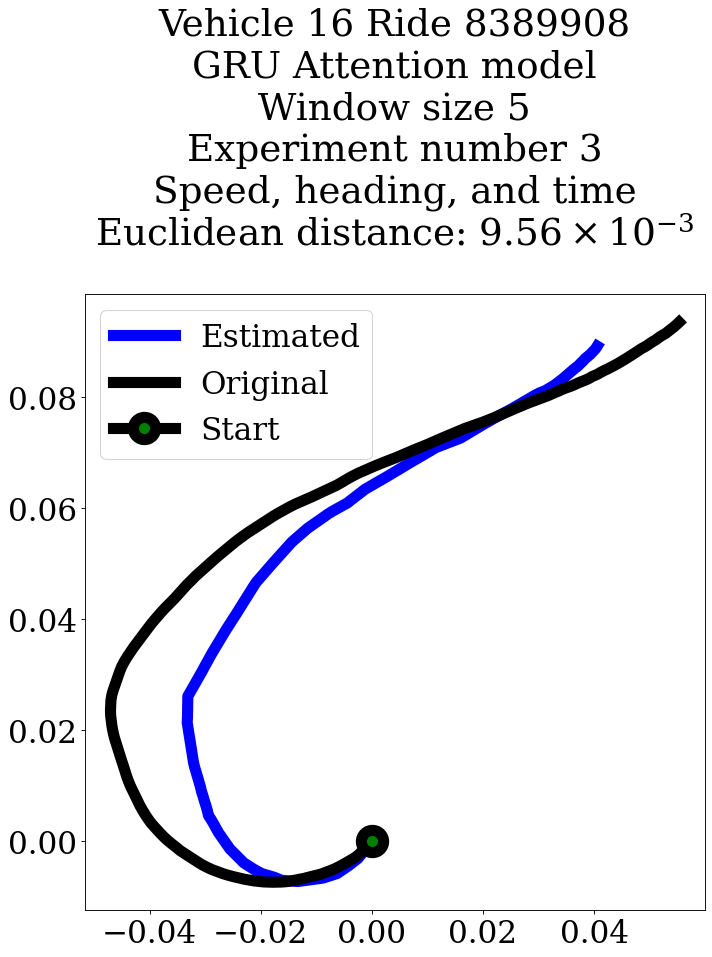 Vehicle 16 Ride 8389908
GRU Attention model
Window size 5
Experiment number 3
Speed, heading, and time
Euclidean distance: 9.56 × 10⁻³
Estimated
Original
Start
0.08
0.06
0.04
0.02
0.00
−0.04 −0.02 0.00 0.02 0.04